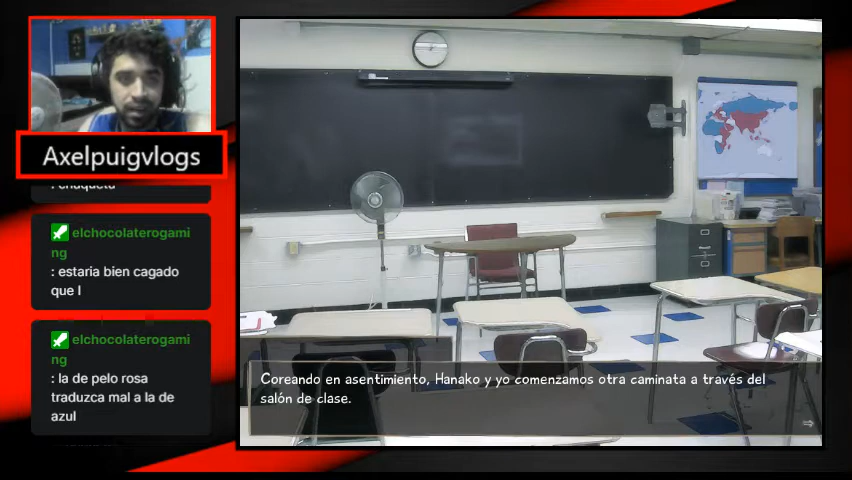 Axelpuigvlogs
elchocolaterogami
ng
: estaria bien cagado
que l
elchocolaterogami
ng
: la de pelo rosa
traduzca mal a la de
azul
Coreando en asentimiento, Hanako y yo comenzamos otra caminata a través del
salón de clase.